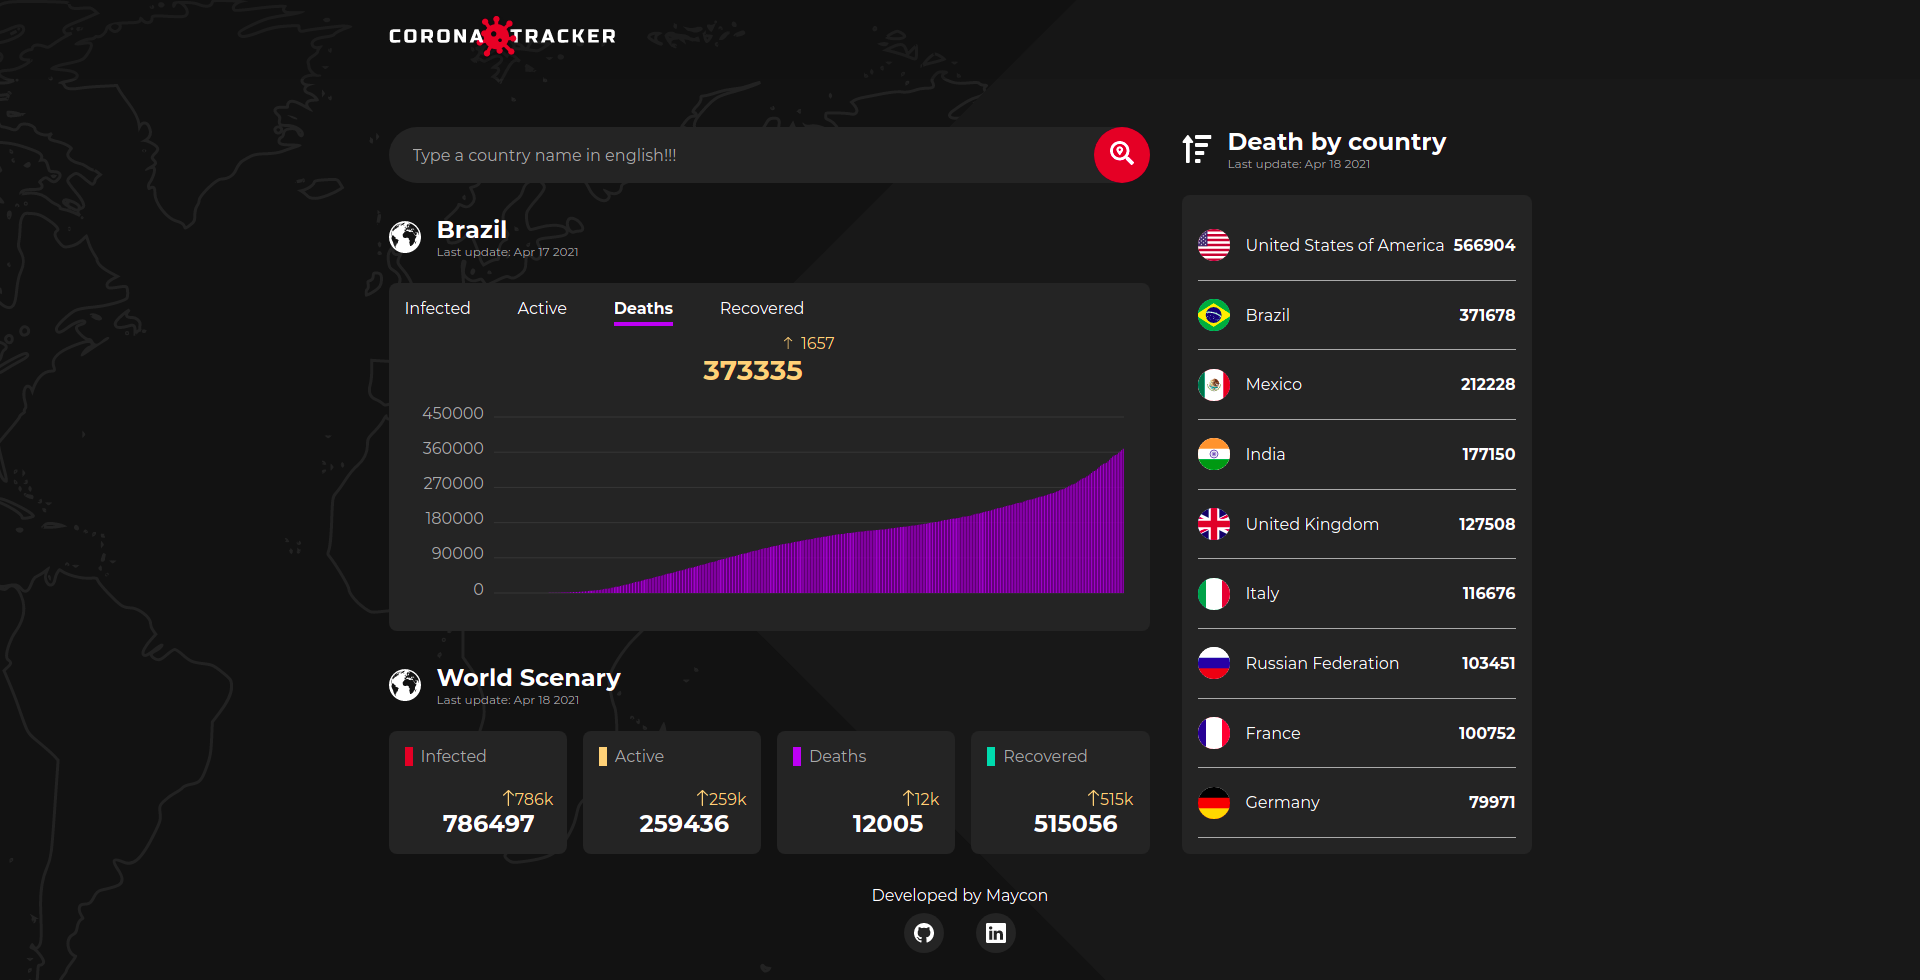 CORONA TRACKER
Type a country name in english!!!
Brazil
Last update: Apr 17 2021
Infected Active Deaths Recovered
↑ 1657
373335
450000
360000
270000
180000
90000
0
World Scenary
Last update: Apr 18 2021
Infected
↑786k
786497
Active
↑259k
259436
Deaths
↑12k
12005
Recovered
↑515k
515056
Death by country
Last update: Apr 18 2021
United States of America 566904
Brazil 371678
Mexico 212228
India 177150
United Kingdom 127508
Italy 116676
Russian Federation 103451
France 100752
Germany 79971
Developed by Maycon
in